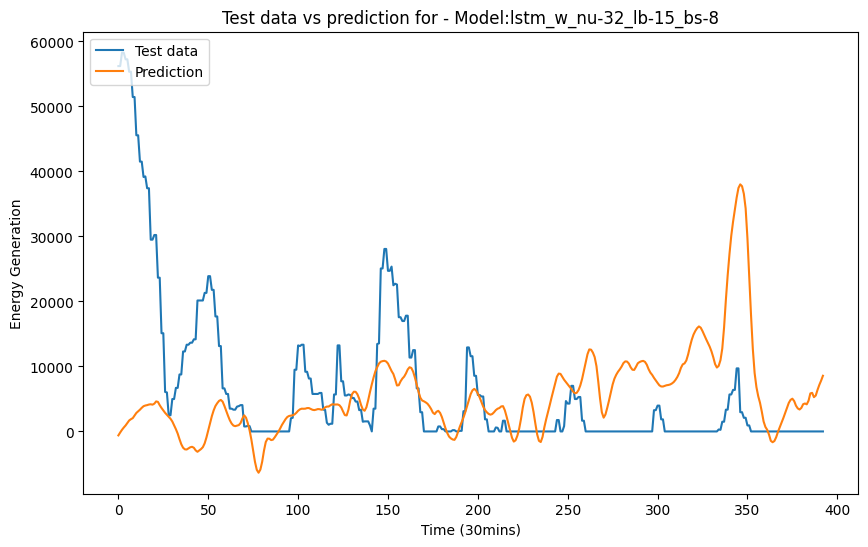 Test data vs prediction for - Model:lstm_w_nu-32_lb-15_bs-8
Test data
Prediction
60000
50000
40000
30000
20000
10000
0
Energy Generation
0 50 100 150 200 250 300 350 400
Time (30mins)